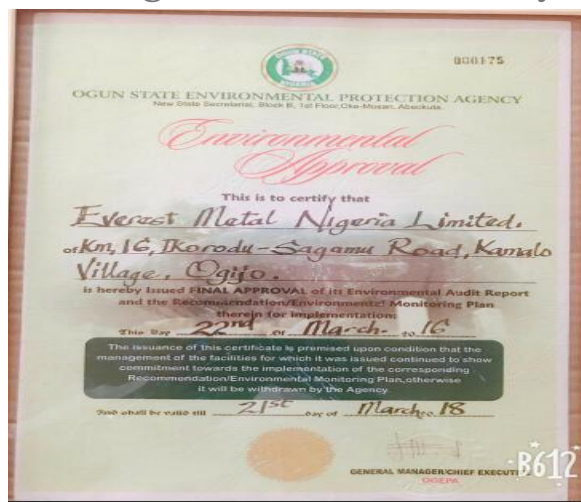 OGUN STATE
NIGERIA
000175
OGUN STATE ENVIRONMENTAL PROTECTION AGENCY
New State Secretariat, Block B, 1st Floor, Oke-Mosan, Abeokuta.
Environmental
Approval
This is to certify that
Everest Metal Nigeria Limited.
of Km, 16, Ikorodu-Sagamu Road, Kamalo
Village, Ogijo.
is hereby Issued FINAL APPROVAL of its Environmental Audit Report
and the Recommendation/Environmental Monitoring Plan
therein for implementation;
This Day 22nd of March. 20 16
The issuance of this certificate is premised upon condition that the
management of the facilities for which it was issued continued to show
commitment towards the implementation of the corresponding
Recommendation/Environmental Monitoring Plan,otherwise
it will be withdrawn by the Agency
And shall be valid till 21st day of March 20 18
GENERAL MANAGER/CHIEF EXECUTIVE
OGEPA
B612